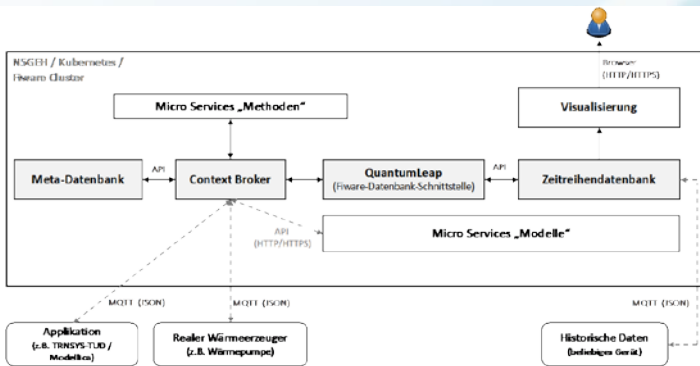 NSGEH / Kubernetes /
Fiware Cluster
Browser
(HTTP/HTTPS)
Micro Services „Methoden“
Visualisierung
Meta-Datenbank
API
Context Broker
QuantumLeap
(Fiware-Datenbank-Schnittstelle)
API
Zeitreihendatenbank
API
(HTTP/HTTPS)
Micro Services „Modelle“
MQTT (JSON)
MQTT (JSON)
MQTT (JSON)
Applikation
(z.B. TRNSYS-TUD /
Modellica)
Realer Wärmeerzeuger
(z.B. Wärmepumpe)
Historische Daten
(beliebiges Gerät)